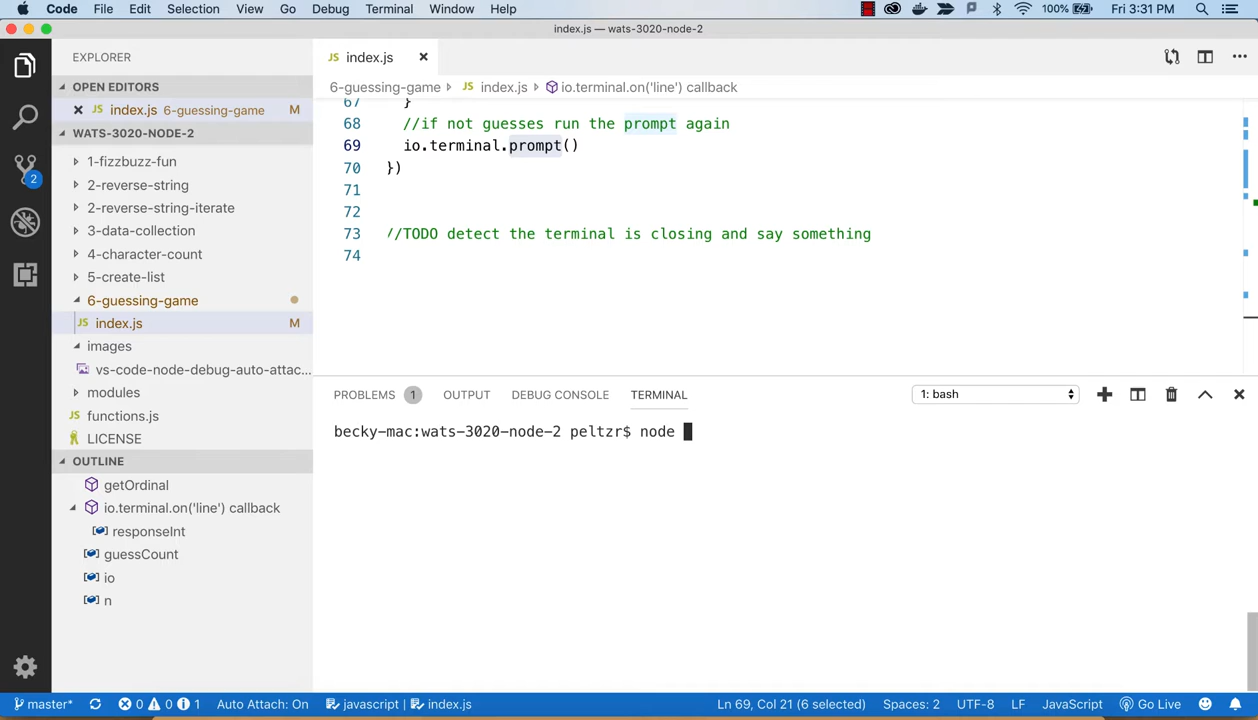 Code File Edit Selection View Go Debug Terminal Window Help 100% Fri 3:31 PM
index.js — wats-3020-node-2
EXPLORER
OPEN EDITORS
JS index.js 6-guessing-game M
WATS-3020-NODE-2
1-fizzbuzz-fun
2-reverse-string
2-reverse-string-iterate
3-data-collection
4-character-count
5-create-list
6-guessing-game
JS index.js M
images
vs-code-node-debug-auto-attac...
modules
JS functions.js
LICENSE
OUTLINE
getOrdinal
io.terminal.on('line') callback
responseInt
guessCount
io
n
2
JS index.js
6-guessing-game JS index.js io.terminal.on('line') callback
67 }
68 //if not guesses run the prompt again
69 io.terminal.prompt()
70 })
71
72
73 //TODO detect the terminal is closing and say something
74
PROBLEMS 1 OUTPUT DEBUG CONSOLE TERMINAL 1: bash
becky-mac:wats-3020-node-2 peltzr$ node
master* 0 0 1 Auto Attach: On javascript index.js Ln 69, Col 21 (6 selected) Spaces: 2 UTF-8 LF JavaScript Go Live